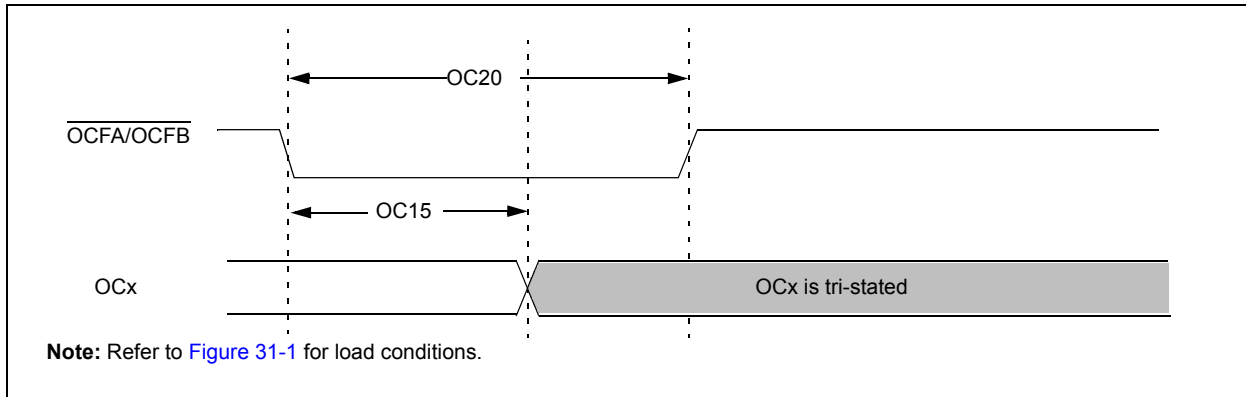 OC20
OCFA/OCFB
OC15
OCx
OCx is tri-stated
Note: Refer to Figure 31-1 for load conditions.